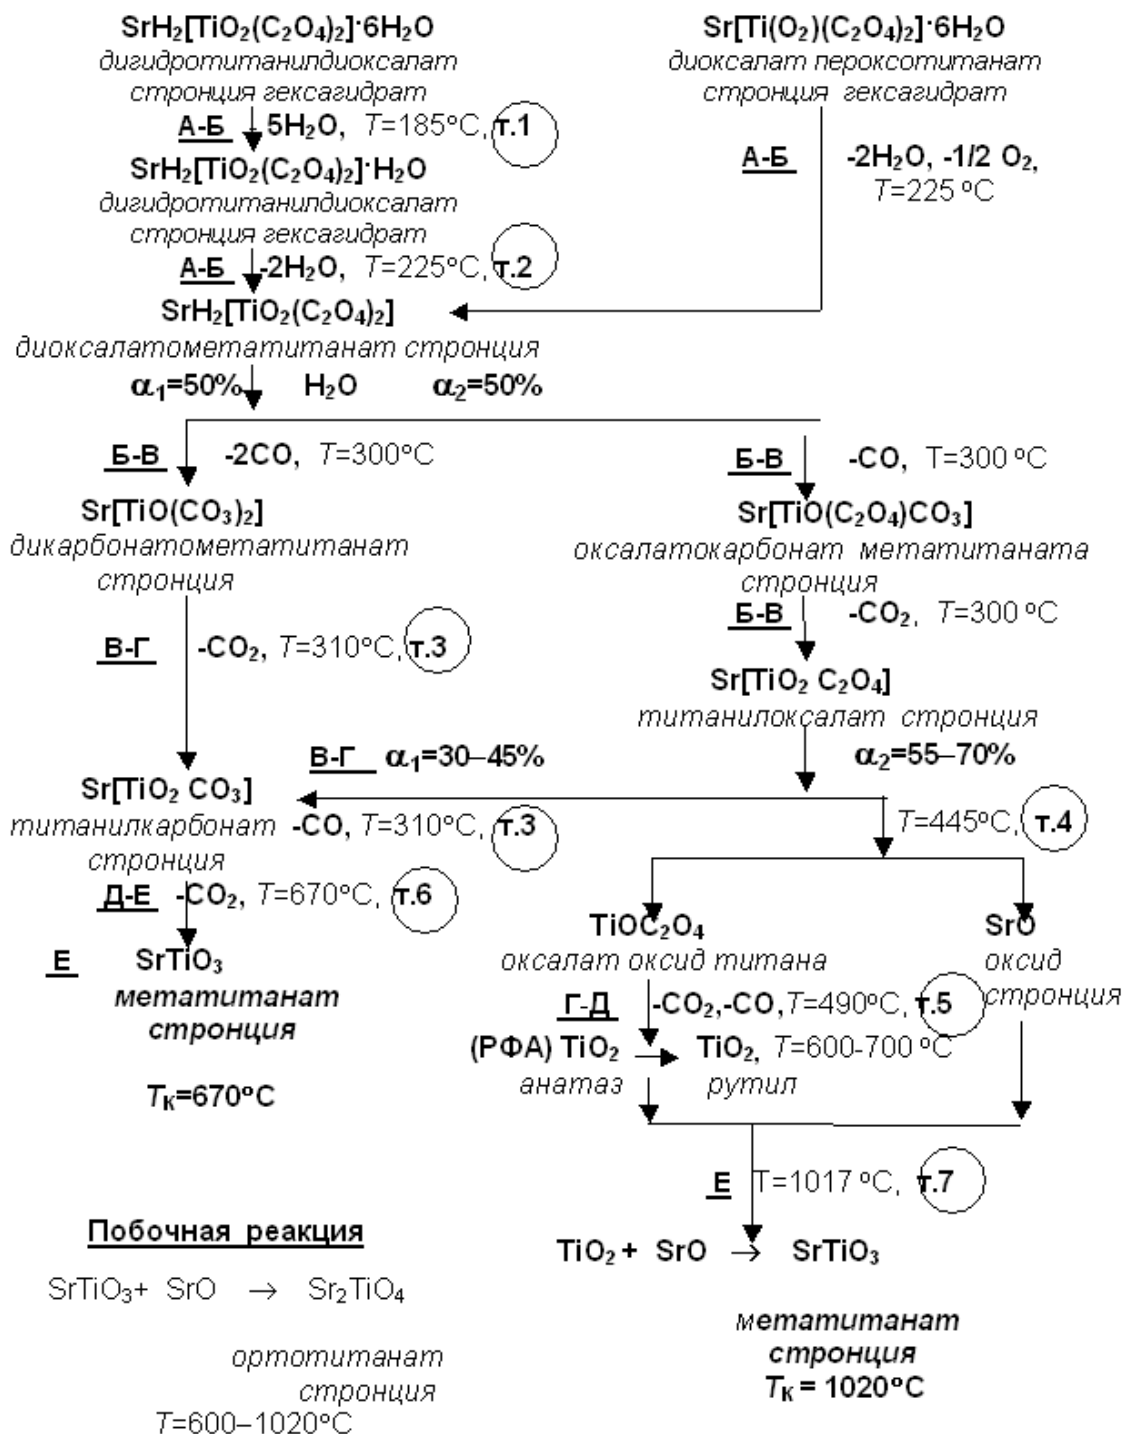 SrH₂[TiO₂(C₂O₄)₂]·6H₂O
дигидротитанилдиоксалат
стронция гексагидрат
А-Б 5H₂O, T=185°C, т.1
SrH₂[TiO₂(C₂O₄)₂]·H₂O
дигидротитанилдиоксалат
стронция гексагидрат
А-Б -2H₂O, T=225°C, т.2
Sr[Ti(O₂)(C₂O₄)₂]·6H₂O
диоксалат пероксотитанат
стронция гексагидрат
А-Б -2H₂O, -1/2 O₂,
T=225 °C
SrH₂[TiO₂(C₂O₄)₂]
диоксалатометатитанат стронция
α₁=50% H₂O α₂=50%
Б-В -2CO, T=300°C
Sr[TiO(CO₃)₂]
дикарбонатометатитанат
стронция
В-Г -CO₂, T=310°C, т.3
Б-В -CO, T=300 °C
Sr[TiO(C₂O₄)CO₃]
оксалатокарбонат метатитаната
стронция
Б-В -CO₂, T=300 °C
Sr[TiO₂ C₂O₄]
титанилоксалат стронция
В-Г α₁=30–45% α₂=55–70%
Sr[TiO₂ CO₃]
титанилкарбонат -CO, T=310°C, т.3
стронция
Д-Е -CO₂, T=670°C, т.6
Е SrTiO₃
метатитанат
стронция
Tк=670°C
T=445°C, т.4
TiOC₂O₄
оксалат оксид титана
SrO
оксид
стронция
Г-Д -CO₂,-CO, T=490°C, т.5
(РФА) TiO₂ TiO₂, T=600-700 °C
анатаз рутил
Е T=1017 °C, т.7
TiO₂ + SrO → SrTiO₃
метатитанат
стронция
Tк = 1020°C
Побочная реакция
SrTiO₃+ SrO → Sr₂TiO₄
ортотитанат
стронция
T=600–1020°C